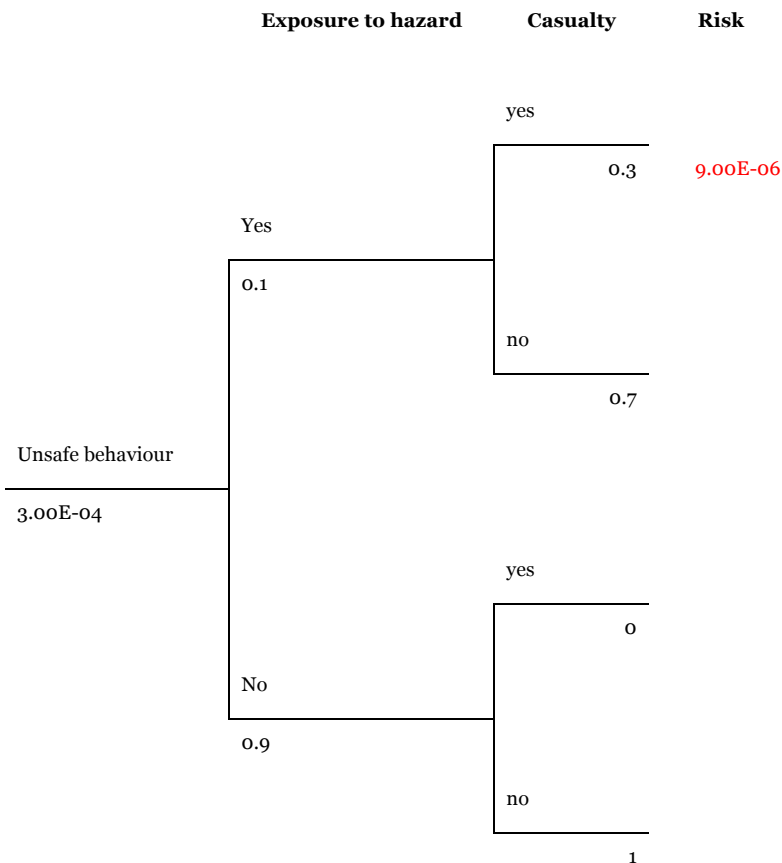 Exposure to hazard Casualty Risk
yes
0.3 9.00E-06
Yes
0.1
no
0.7
Unsafe behaviour
3.00E-04
yes
0
No
0.9
no
1